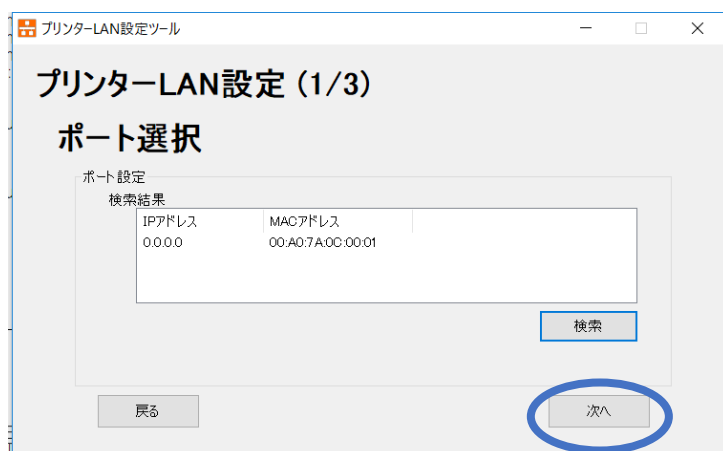 プリンターLAN設定ツール
プリンターLAN設定 (1/3)
ポート選択
ポート設定
検索結果
IPアドレス MACアドレス
0.0.0.0 00:A0:7A:0C:00:01
検索
戻る 次へ